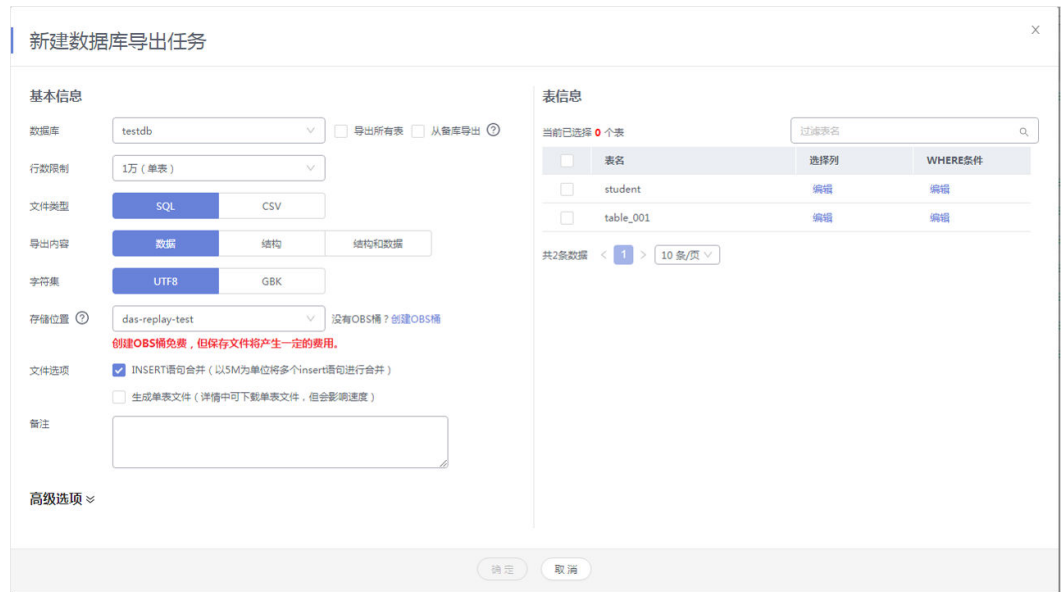 新建数据库导出任务
基本信息
数据库 testdb 导出所有表 从备库导出
行数限制 1万（单表）
文件类型 SQL CSV
导出内容 数据 结构 结构和数据
字符集 UTF8 GBK
存储位置 das-replay-test 没有OBS桶？创建OBS桶
创建OBS桶免费，但保存文件将产生一定的费用。
文件选项 INSERT语句合并（以5M为单位将多个insert语句进行合并）
生成单表文件（详情中可下载单表文件，但会影响速度）
备注
高级选项
表信息
当前已选择 0 个表 过滤表名
表名 选择列 WHERE条件
student 编辑 编辑
table_001 编辑 编辑
共2条数据 < 1 > 10 条/页
确定 取消